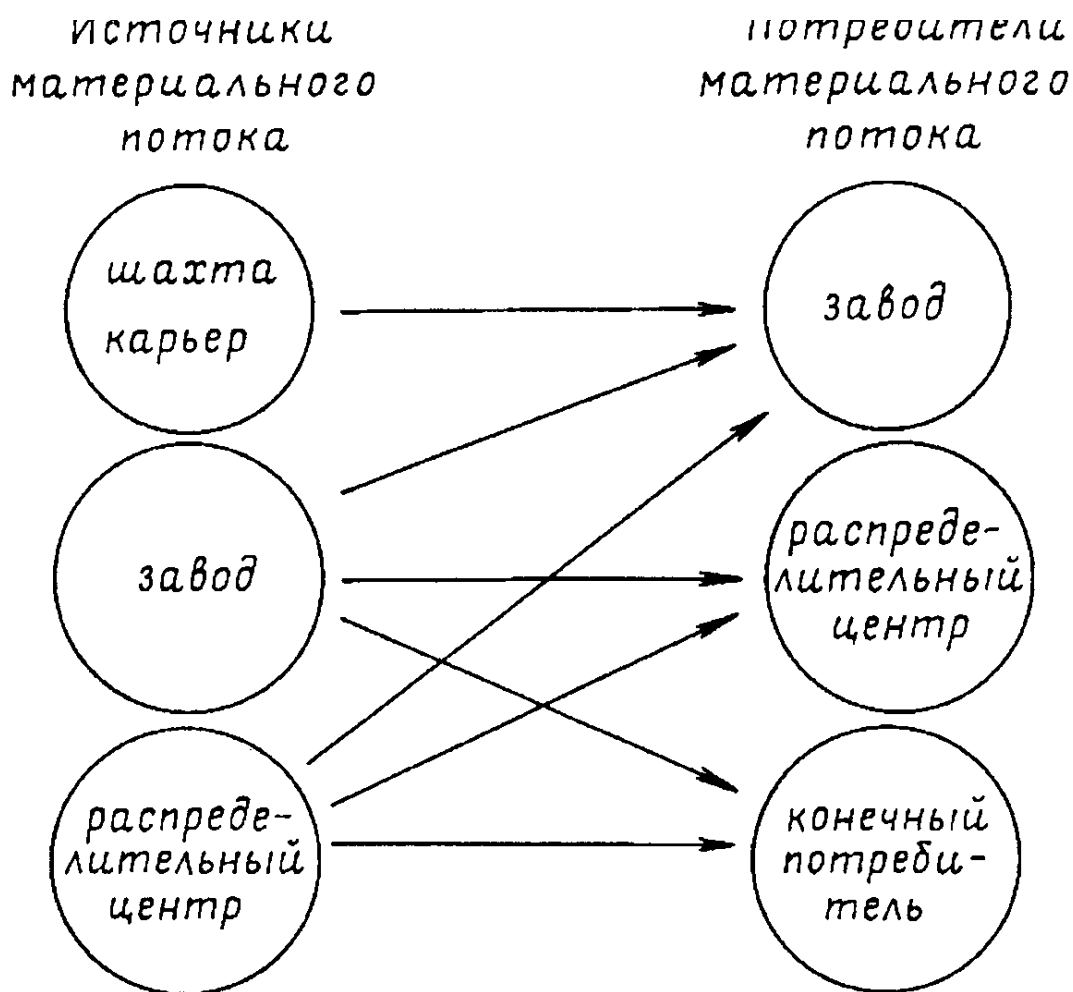 Источники
материального
потока
Потребители
материального
потока
шахта
карьер
завод
завод
распреде-
лительный
центр
распреде-
лительный
центр
конечный
потреби-
тель